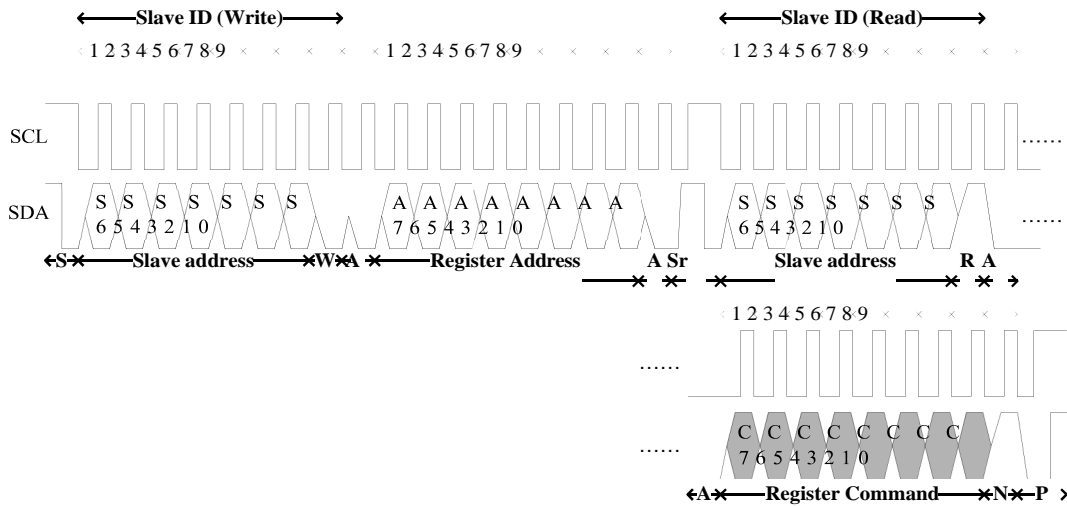 Slave ID (Write) Slave ID (Read)
1 2 3 4 5 6 7 8 9 1 2 3 4 5 6 7 8 9 1 2 3 4 5 6 7 8 9
SCL ......
S S S S S S S A A A A A A A A S S S S S S S
SDA ......
6 5 4 3 2 1 0 7 6 5 4 3 2 1 0 6 5 4 3 2 1 0
S Slave address W A Register Address A Sr Slave address R A
1 2 3 4 5 6 7 8 9
......
C C C C C C C C
......
7 6 5 4 3 2 1 0
A Register Command N P